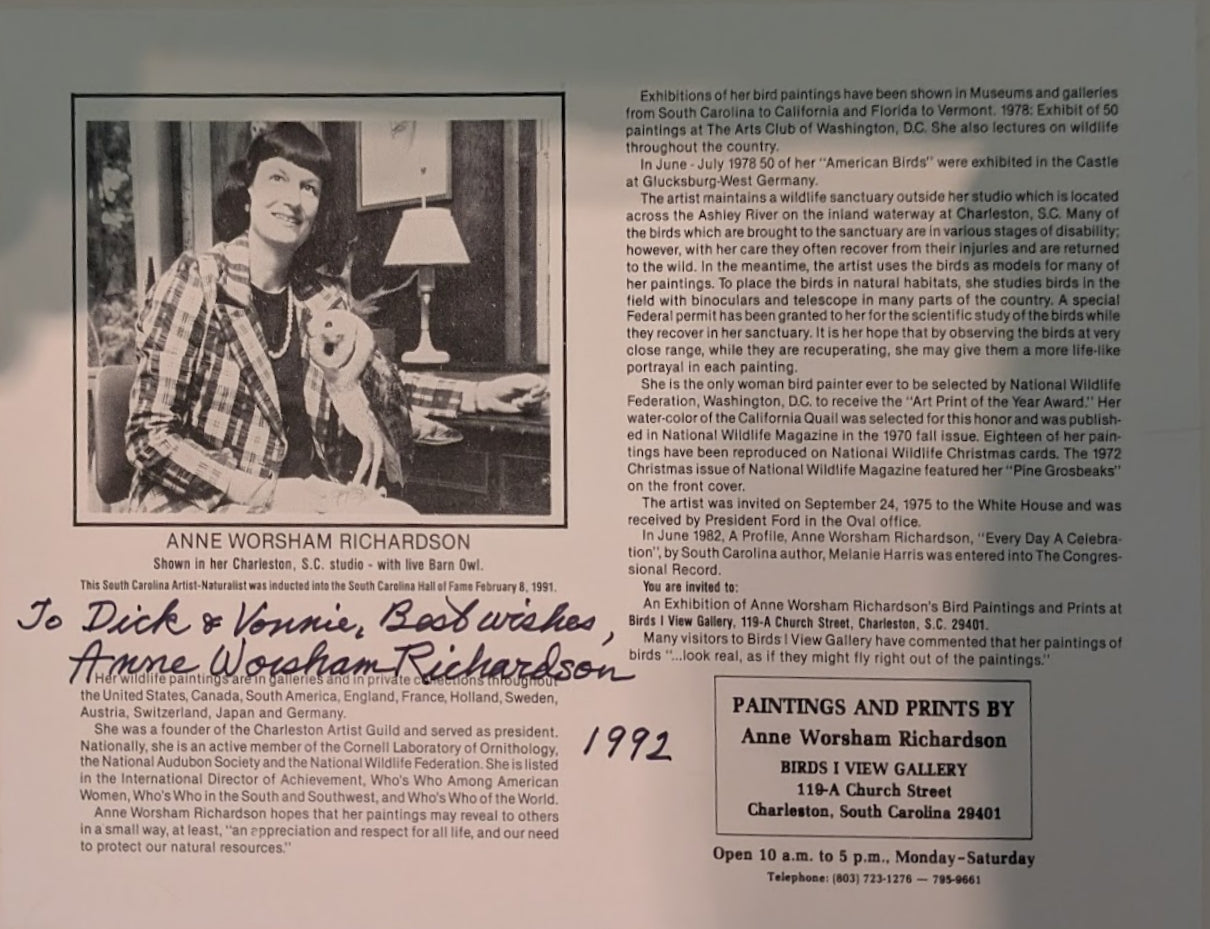 ANNE WORSHAM RICHARDSON
Shown in her Charleston, S.C. studio - with live Barn Owl.
This South Carolina Artist-Naturalist was inducted into the South Carolina Hall of Fame February 8, 1991.
To Dick & Vonnie, Best wishes,
Anne Worsham Richardson
1992
Her wildlife paintings are in galleries and in private collections throughout
the United States, Canada, South America, England, France, Holland, Sweden,
Austria, Switzerland, Japan and Germany.
She was a founder of the Charleston Artist Guild and served as president.
Nationally, she is an active member of the Cornell Laboratory of Ornithology,
the National Audubon Society and the National Wildlife Federation. She is listed
in the International Director of Achievement, Who's Who Among American
Women, Who's Who in the South and Southwest, and Who's Who of the World.
Anne Worsham Richardson hopes that her paintings may reveal to others
in a small way, at least, "an appreciation and respect for all life, and our need
to protect our natural resources."
Exhibitions of her bird paintings have been shown in Museums and galleries
from South Carolina to California and Florida to Vermont. 1978: Exhibit of 50
paintings at The Arts Club of Washington, D.C. She also lectures on wildlife
throughout the country.
In June - July 1978 50 of her "American Birds" were exhibited in the Castle
at Glucksburg-West Germany.
The artist maintains a wildlife sanctuary outside her studio which is located
across the Ashley River on the inland waterway at Charleston, S.C. Many of
the birds which are brought to the sanctuary are in various stages of disability;
however, with her care they often recover from their injuries and are returned
to the wild. In the meantime, the artist uses the birds as models for many of
her paintings. To place the birds in natural habitats, she studies birds in the
field with binoculars and telescope in many parts of the country. A special
Federal permit has been granted to her for the scientific study of the birds while
they recover in her sanctuary. It is her hope that by observing the birds at very
close range, while they are recuperating, she may give them a more life-like
portrayal in each painting.
She is the only woman bird painter ever to be selected by National Wildlife
Federation, Washington, D.C. to receive the "Art Print of the Year Award." Her
water-color of the California Quail was selected for this honor and was publish-
ed in National Wildlife Magazine in the 1970 fall issue. Eighteen of her pain-
tings have been reproduced on National Wildlife Christmas cards. The 1972
Christmas issue of National Wildlife Magazine featured her "Pine Grosbeaks"
on the front cover.
The artist was invited on September 24, 1975 to the White House and was
received by President Ford in the Oval office.
In June 1982, A Profile, Anne Worsham Richardson, "Every Day A Celebra-
tion", by South Carolina author, Melanie Harris was entered into The Congres-
sional Record.
You are invited to:
An Exhibition of Anne Worsham Richardson's Bird Paintings and Prints at
Birds I View Gallery, 119-A Church Street, Charleston, S.C. 29401.
Many visitors to Birds I View Gallery have commented that her paintings of
birds "...look real, as if they might fly right out of the paintings."
PAINTINGS AND PRINTS BY
Anne Worsham Richardson
BIRDS I VIEW GALLERY
119-A Church Street
Charleston, South Carolina 29401
Open 10 a.m. to 5 p.m., Monday-Saturday
Telephone: (803) 723-1276 — 795-9661